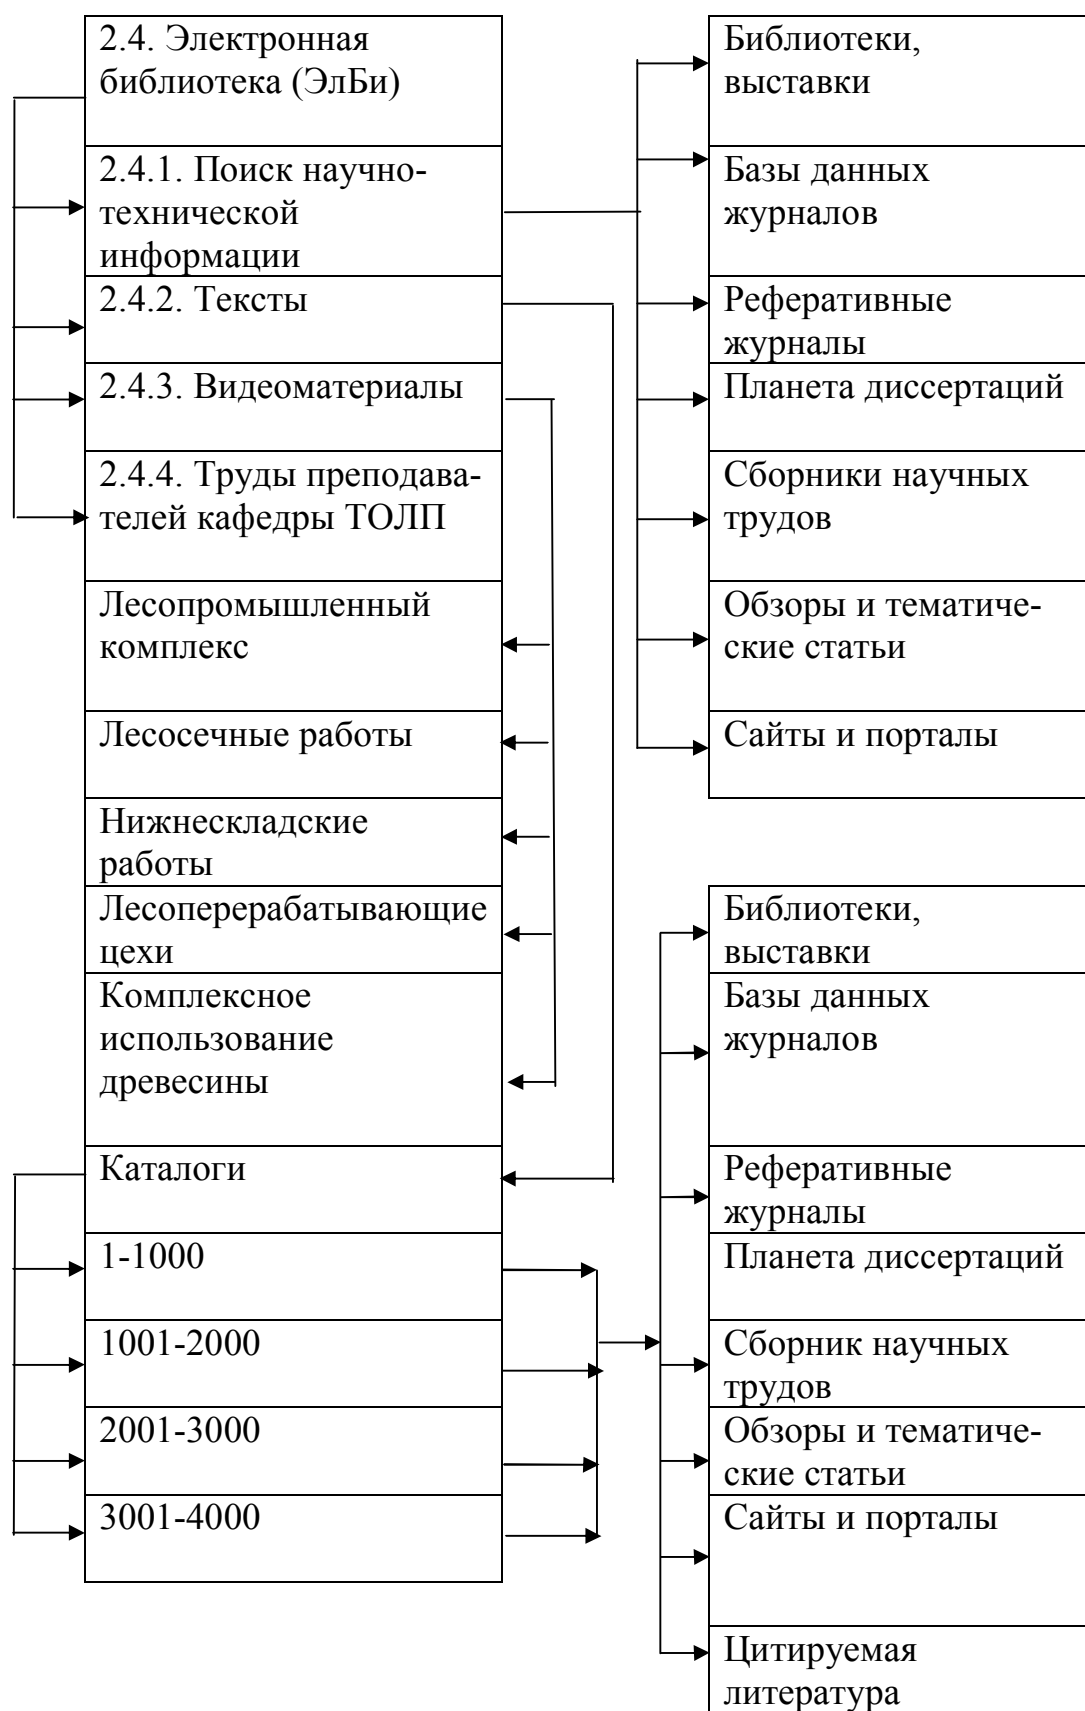 2.4. Электронная
библиотека (ЭлБи)
2.4.1. Поиск научно-
технической
информации
2.4.2. Тексты
2.4.3. Видеоматериалы
2.4.4. Труды преподава-
телей кафедры ТОЛП
Лесопромышленный
комплекс
Лесосечные работы
Нижнескладские
работы
Лесоперерабатывающие
цехи
Комплексное
использование
древесины
Каталоги
1-1000
1001-2000
2001-3000
3001-4000
Библиотеки,
выставки
Базы данных
журналов
Реферативные
журналы
Планета диссертаций
Сборники научных
трудов
Обзоры и тематиче-
ские статьи
Сайты и порталы
Библиотеки,
выставки
Базы данных
журналов
Реферативные
журналы
Планета диссертаций
Сборник научных
трудов
Обзоры и тематиче-
ские статьи
Сайты и порталы
Цитируемая
литература